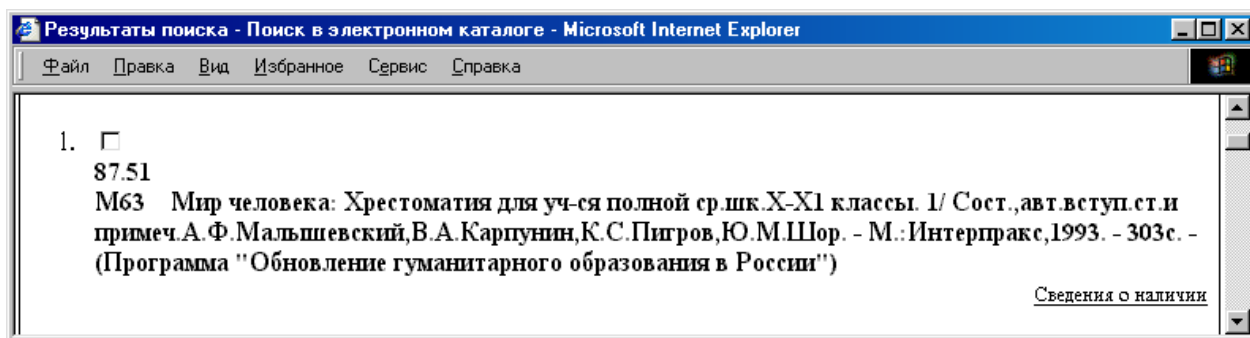 Результаты поиска - Поиск в электронном каталоге - Microsoft Internet Explorer
Файл Правка Вид Избранное Сервис Справка
1.
87.51
М63 Мир человека: Хрестоматия для уч-ся полной ср.шк.X-X1 классы. 1/ Сост.,авт.вступ.ст.и
примеч.А.Ф.Малышевский,В.А.Карпунин,К.С.Пигров,Ю.М.Шор. - М.:Интерпракс,1993. - 303с. -
(Программа "Обновление гуманитарного образования в России")
Сведения о наличии